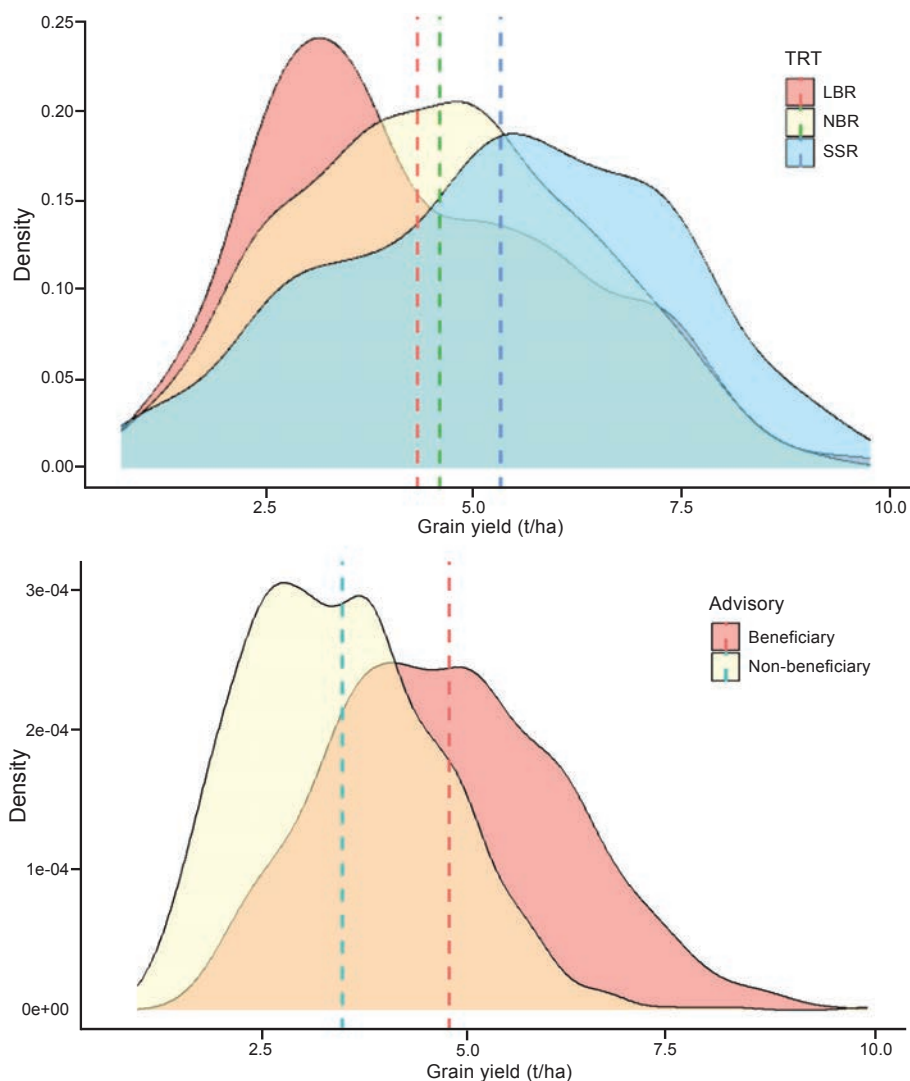 0.25
0.20
0.15
0.10
0.05
0.00
Density
TRT
LBR
NBR
SSR
2.5 5.0 7.5 10.0
Grain yield (t/ha)
3e-04
2e-04
1e-04
0e+00
Density
Advisory
Beneficiary
Non-beneficiary
2.5 5.0 7.5 10.0
Grain yield (t/ha)